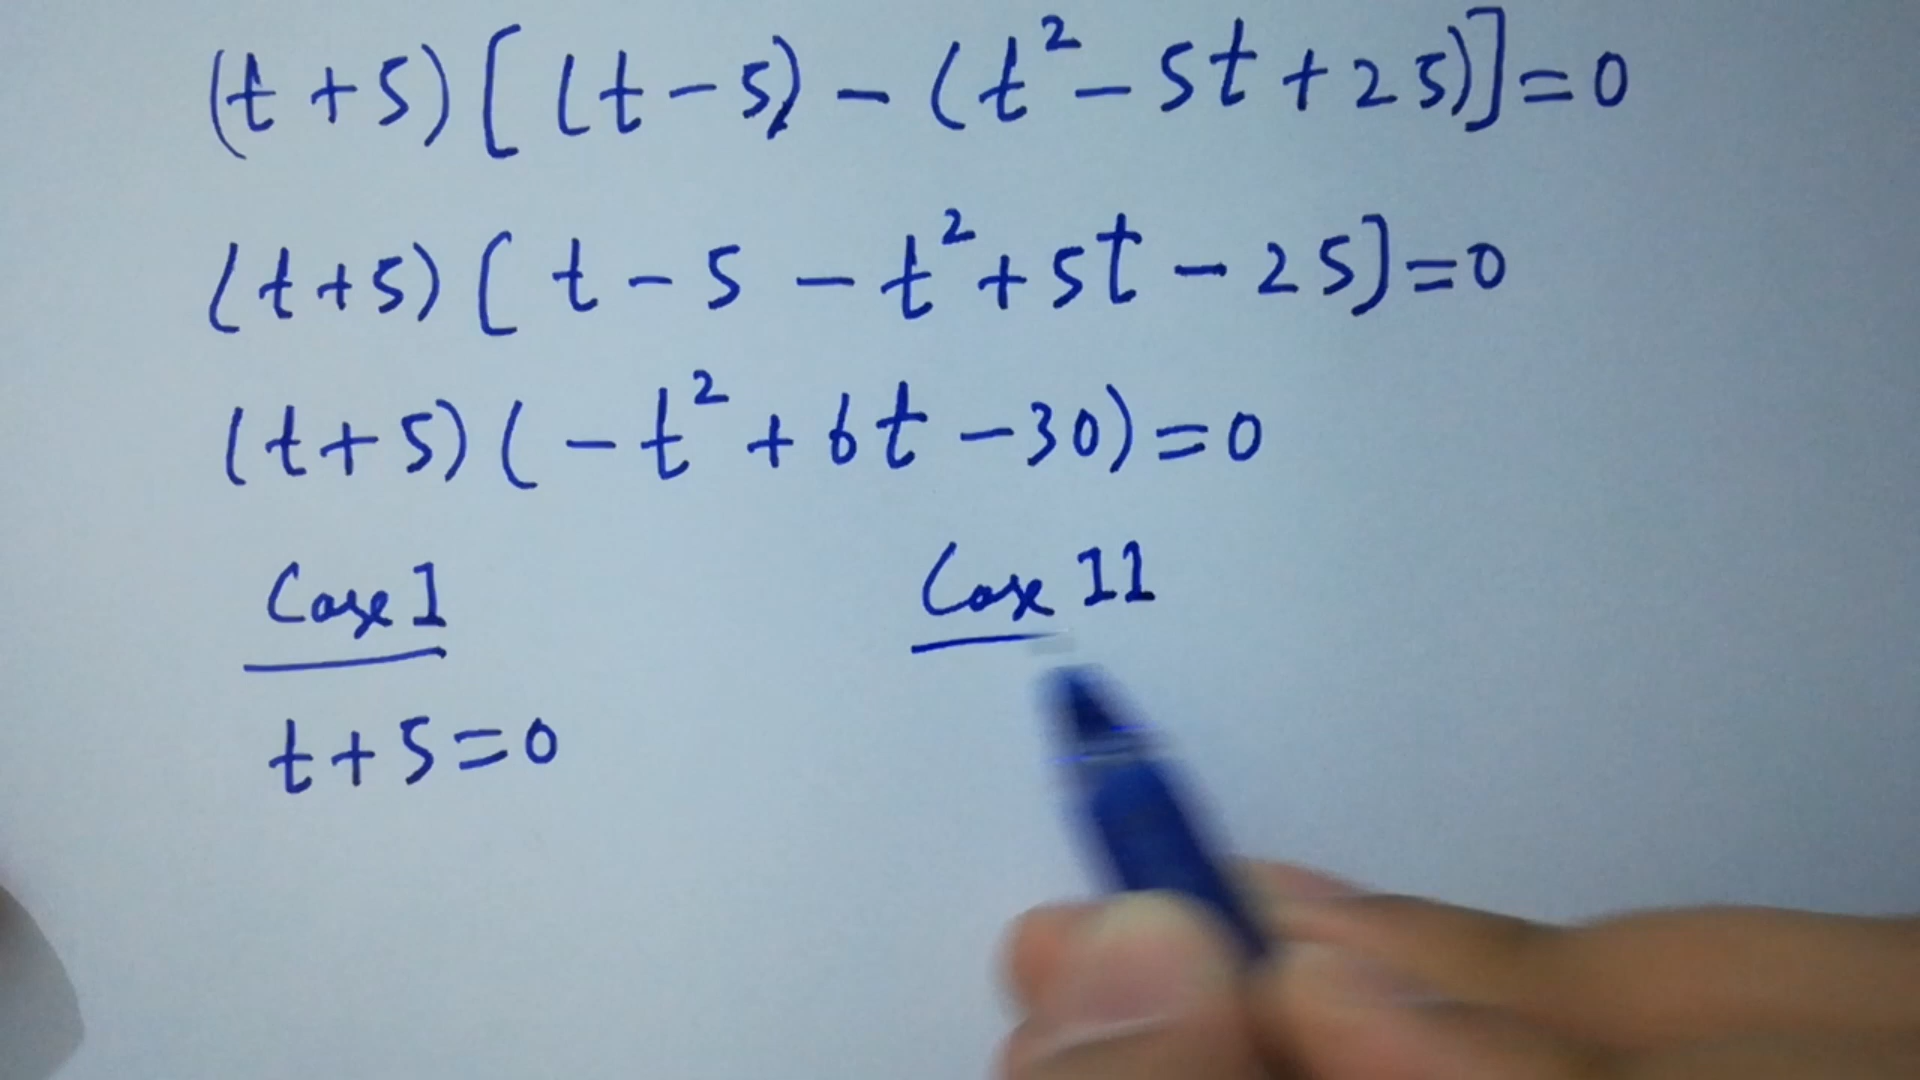 (t+5)[(t-5)-(t²-5t+25)]=0
(t+5)[t-5-t²+5t-25]=0
(t+5)(-t²+6t-30)=0
Case I Case II
t+5=0